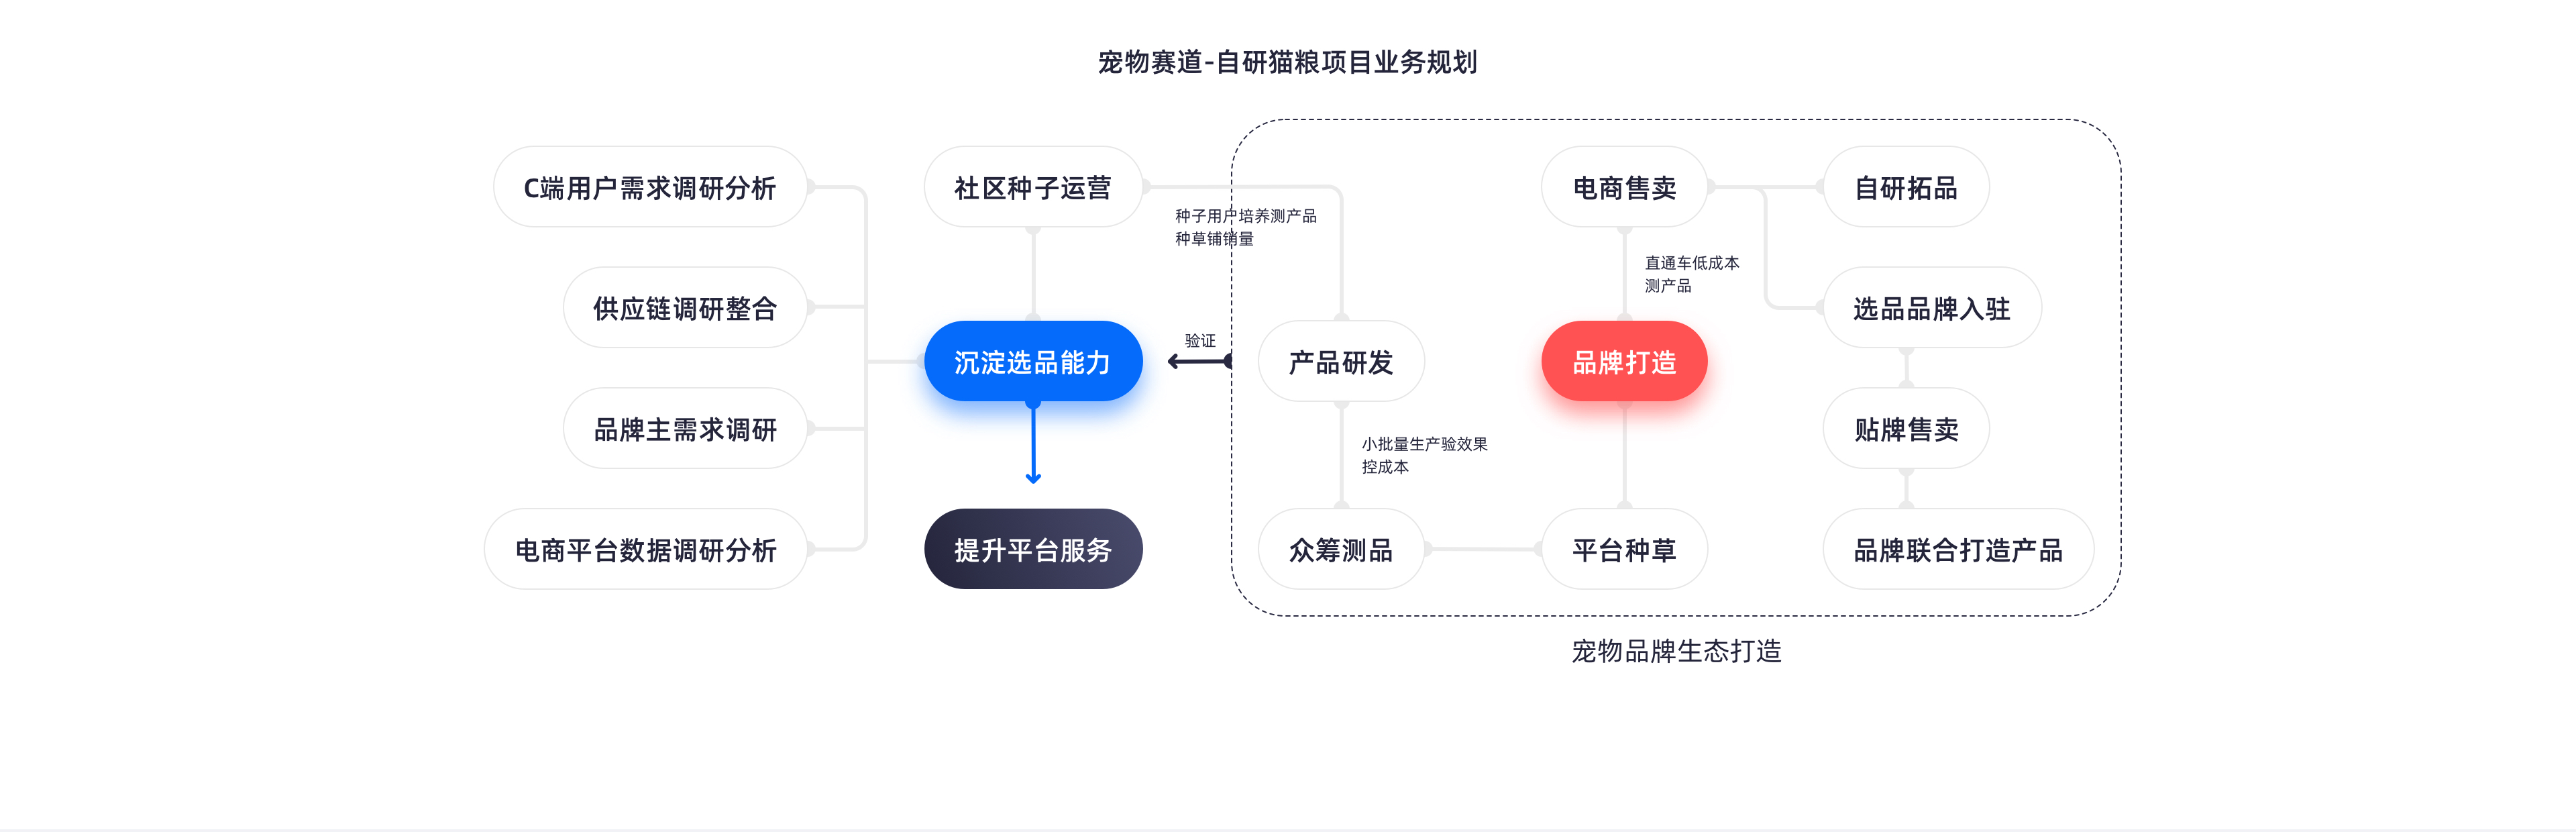 宠物赛道-自研猫粮项目业务规划
C端用户需求调研分析
供应链调研整合
品牌主需求调研
电商平台数据调研分析
社区种子运营
种子用户培养测产品
种草铺销量
沉淀选品能力
验证
提升平台服务
产品研发
小批量生产验效果
控成本
众筹测品
电商售卖
直通车低成本
测产品
品牌打造
平台种草
自研拓品
选品品牌入驻
贴牌售卖
品牌联合打造产品
宠物品牌生态打造